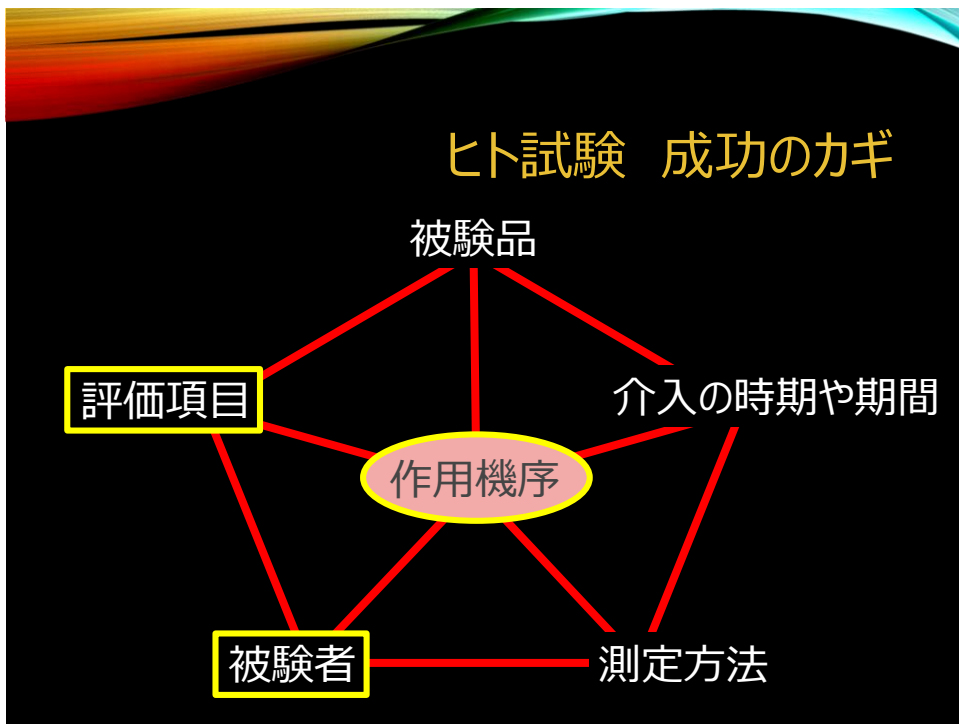 ヒト試験　成功のカギ
被験品
評価項目
介入の時期や期間
作用機序
被験者
測定方法